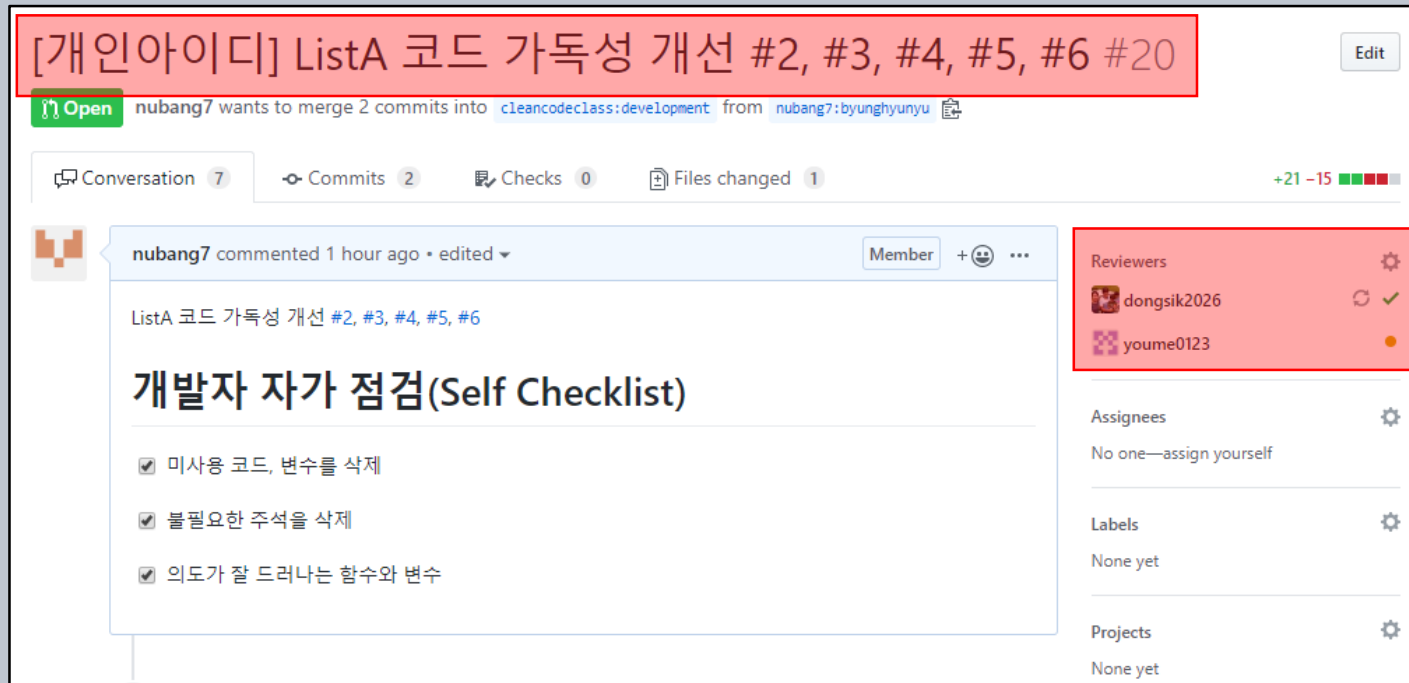 [개인아이디] ListA 코드 가독성 개선 #2, #3, #4, #5, #6 #20
Edit
Open nubang7 wants to merge 2 commits into cleancodeclass:development from nubang7:byunghyunyu
Conversation 7 Commits 2 Checks 0 Files changed 1 +21 −15
nubang7 commented 1 hour ago • edited
Member
ListA 코드 가독성 개선 #2, #3, #4, #5, #6
개발자 자가 점검(Self Checklist)
미사용 코드, 변수를 삭제
불필요한 주석을 삭제
의도가 잘 드러나는 함수와 변수
Reviewers
dongsik2026
youme0123
Assignees
No one—assign yourself
Labels
None yet
Projects
None yet